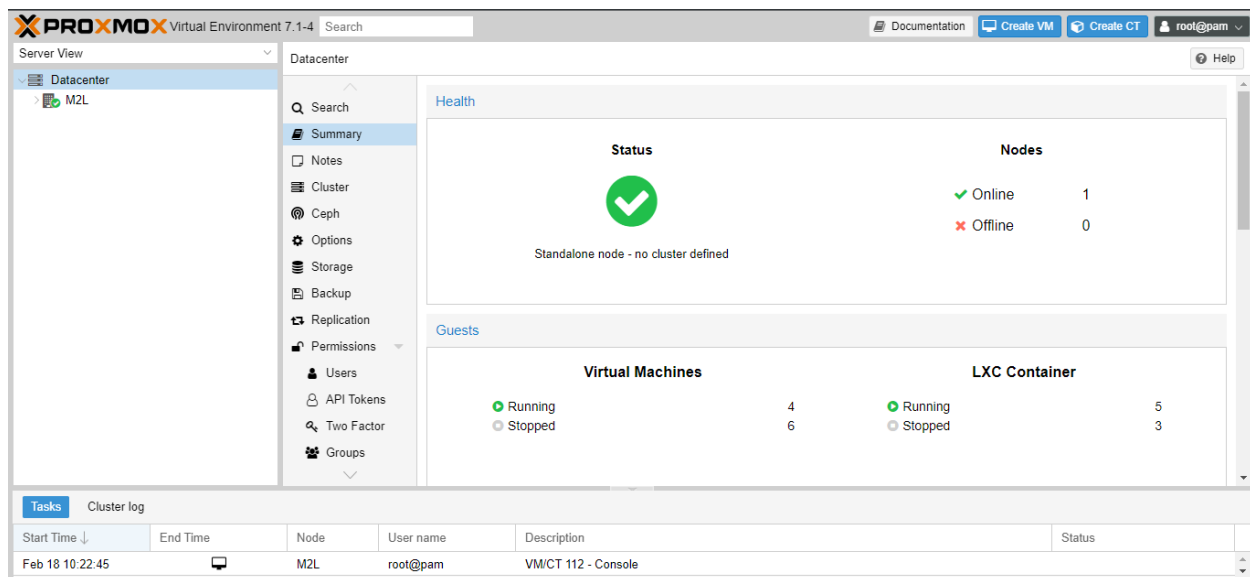 PROXMOX Virtual Environment 7.1-4 Search Documentation Create VM Create CT root@pam
Server View
Datacenter
M2L
Datacenter Help
Search
Summary
Notes
Cluster
Ceph
Options
Storage
Backup
Replication
Permissions
Users
API Tokens
Two Factor
Groups
Health
Status Nodes
Online 1
Offline 0
Standalone node - no cluster defined
Guests
Virtual Machines LXC Container
Running 4 Running 5
Stopped 6 Stopped 3
Tasks Cluster log
Start Time End Time Node User name Description Status
Feb 18 10:22:45 M2L root@pam VM/CT 112 - Console